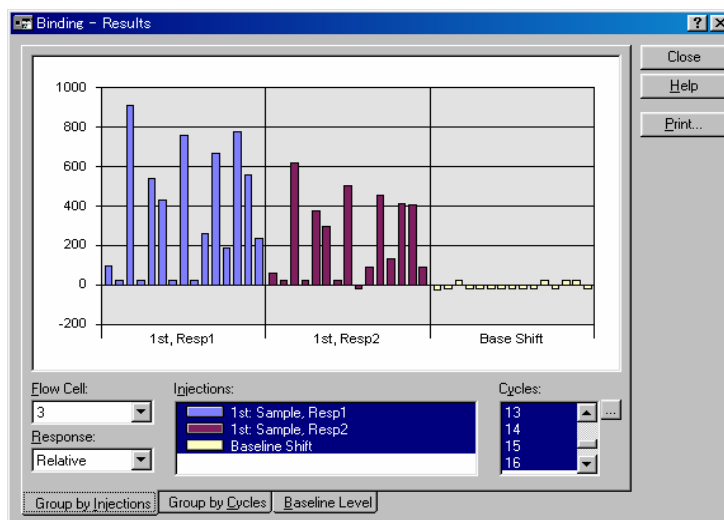 Binding - Results
Close
Help
Print...
1000
800
600
400
200
0
-200
1st, Resp1
1st, Resp2
Base Shift
Flow Cell:
3
Response:
Relative
Injections:
1st: Sample, Resp1
1st: Sample, Resp2
Baseline Shift
Cycles:
13
14
15
16
...
Group by Injections
Group by Cycles
Baseline Level